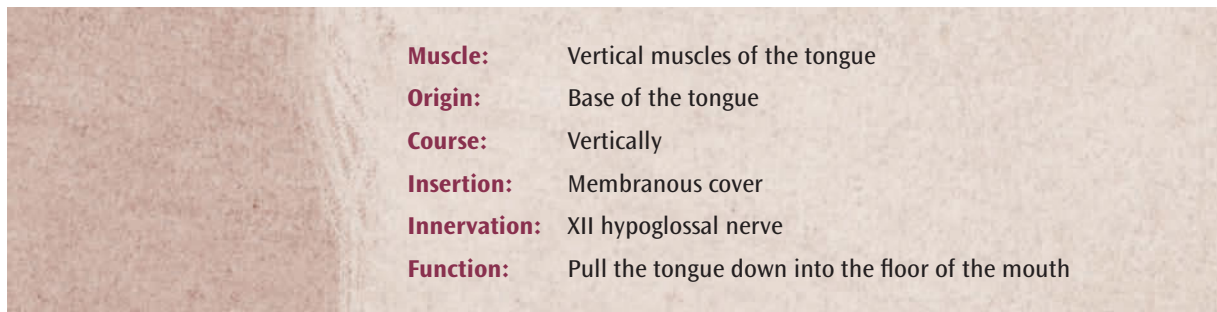 Muscle: Vertical muscles of the tongue
Origin: Base of the tongue
Course: Vertically
Insertion: Membranous cover
Innervation: XII hypoglossal nerve
Function: Pull the tongue down into the floor of the mouth